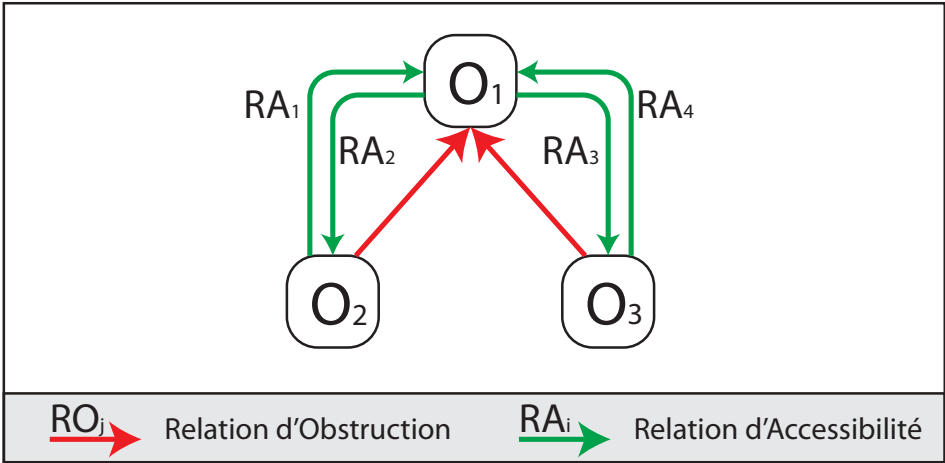 O1
RA1
RA4
RA2
RA3
O2
O3
ROj Relation d'Obstruction
RAi Relation d'Accessibilité